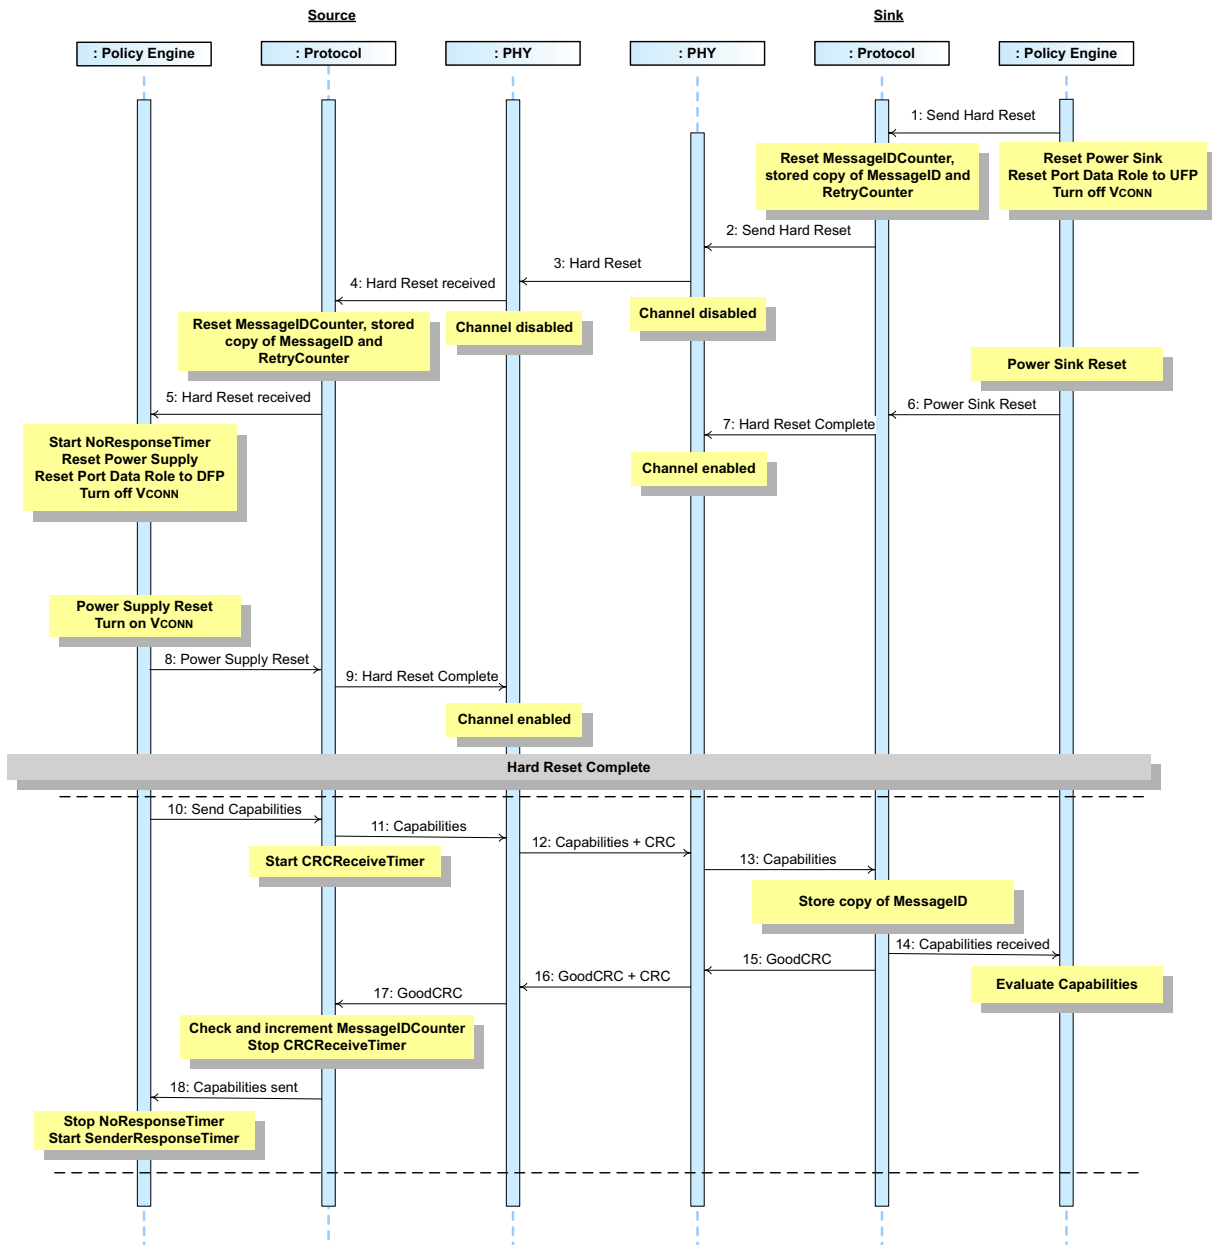 Source
Sink
: Policy Engine
: Protocol
: PHY
: PHY
: Protocol
: Policy Engine
1: Send Hard Reset
Reset MessageIDCounter,
stored copy of MessageID and
RetryCounter
Reset Power Sink
Reset Port Data Role to UFP
Turn off VCONN
2: Send Hard Reset
3: Hard Reset
4: Hard Reset received
Channel disabled
Reset MessageIDCounter, stored
copy of MessageID and
RetryCounter
Channel disabled
Power Sink Reset
5: Hard Reset received
6: Power Sink Reset
7: Hard Reset Complete
Start NoResponseTimer
Reset Power Supply
Reset Port Data Role to DFP
Turn off VCONN
Channel enabled
Power Supply Reset
Turn on VCONN
8: Power Supply Reset
9: Hard Reset Complete
Channel enabled
Hard Reset Complete
10: Send Capabilities
11: Capabilities
12: Capabilities + CRC
Start CRCReceiveTimer
13: Capabilities
Store copy of MessageID
14: Capabilities received
15: GoodCRC
16: GoodCRC + CRC
Evaluate Capabilities
17: GoodCRC
Check and increment MessageIDCounter
Stop CRCReceiveTimer
18: Capabilities sent
Stop NoResponseTimer
Start SenderResponseTimer